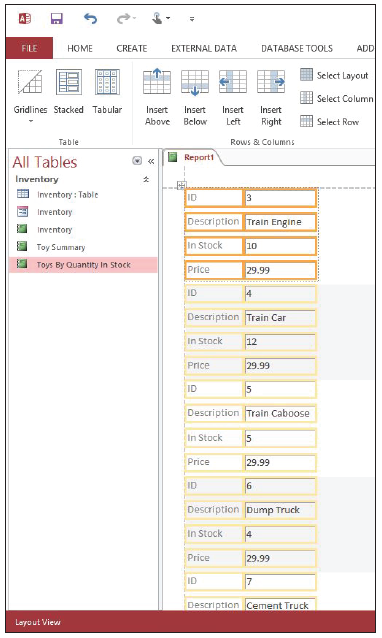 FILE HOME CREATE EXTERNAL DATA DATABASE TOOLS ADD
Gridlines Stacked Tabular
Table
Insert Above Insert Below Insert Left Insert Right
Select Layout
Select Column
Select Row
Rows & Columns
All Tables
Inventory
Inventory : Table
Inventory
Inventory
Toy Summary
Toys By Quantity In Stock
Report1
ID 3
Description Train Engine
In Stock 10
Price 29.99
ID 4
Description Train Car
In Stock 12
Price 29.99
ID 5
Description Train Caboose
In Stock 5
Price 29.99
ID 6
Description Dump Truck
In Stock 4
Price 29.99
ID 7
Description Cement Truck
Layout View